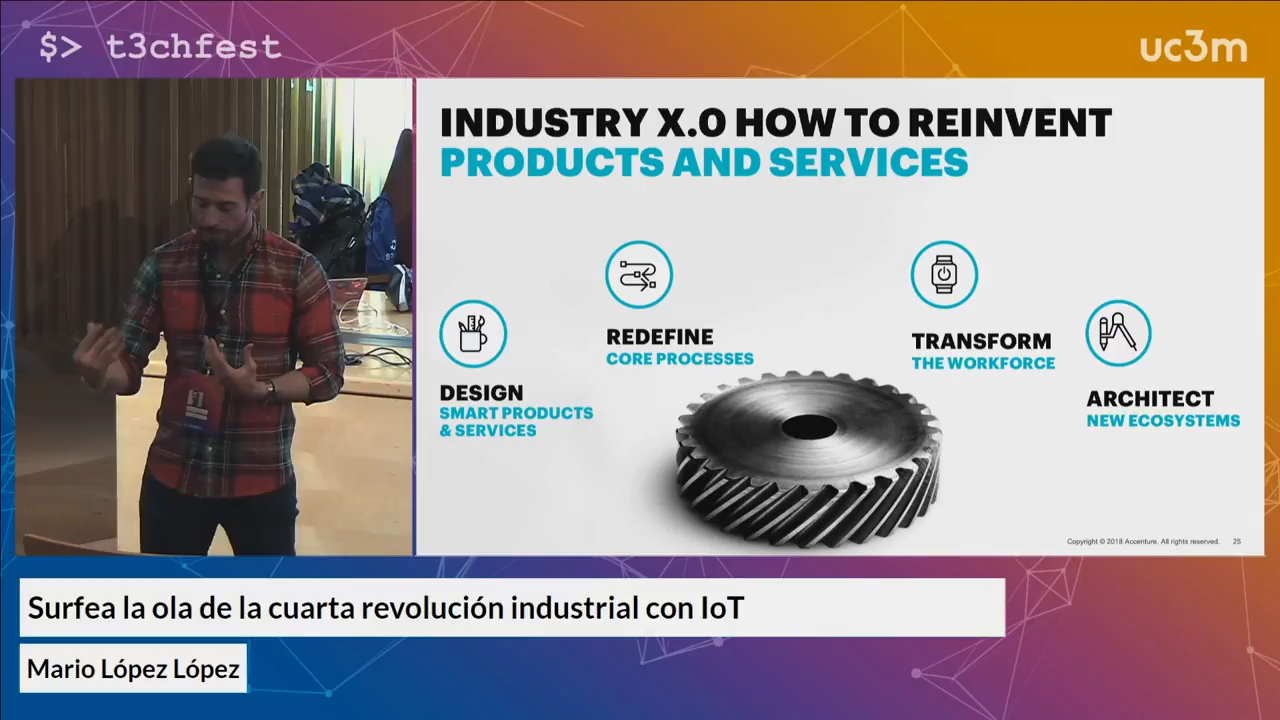 $> t3chfest
uc3m
INDUSTRY X.0 HOW TO REINVENT
PRODUCTS AND SERVICES
DESIGN
SMART PRODUCTS
& SERVICES
REDEFINE
CORE PROCESSES
TRANSFORM
THE WORKFORCE
ARCHITECT
NEW ECOSYSTEMS
Copyright © 2018 Accenture. All rights reserved. 25
Surfea la ola de la cuarta revolución industrial con IoT
Mario López López